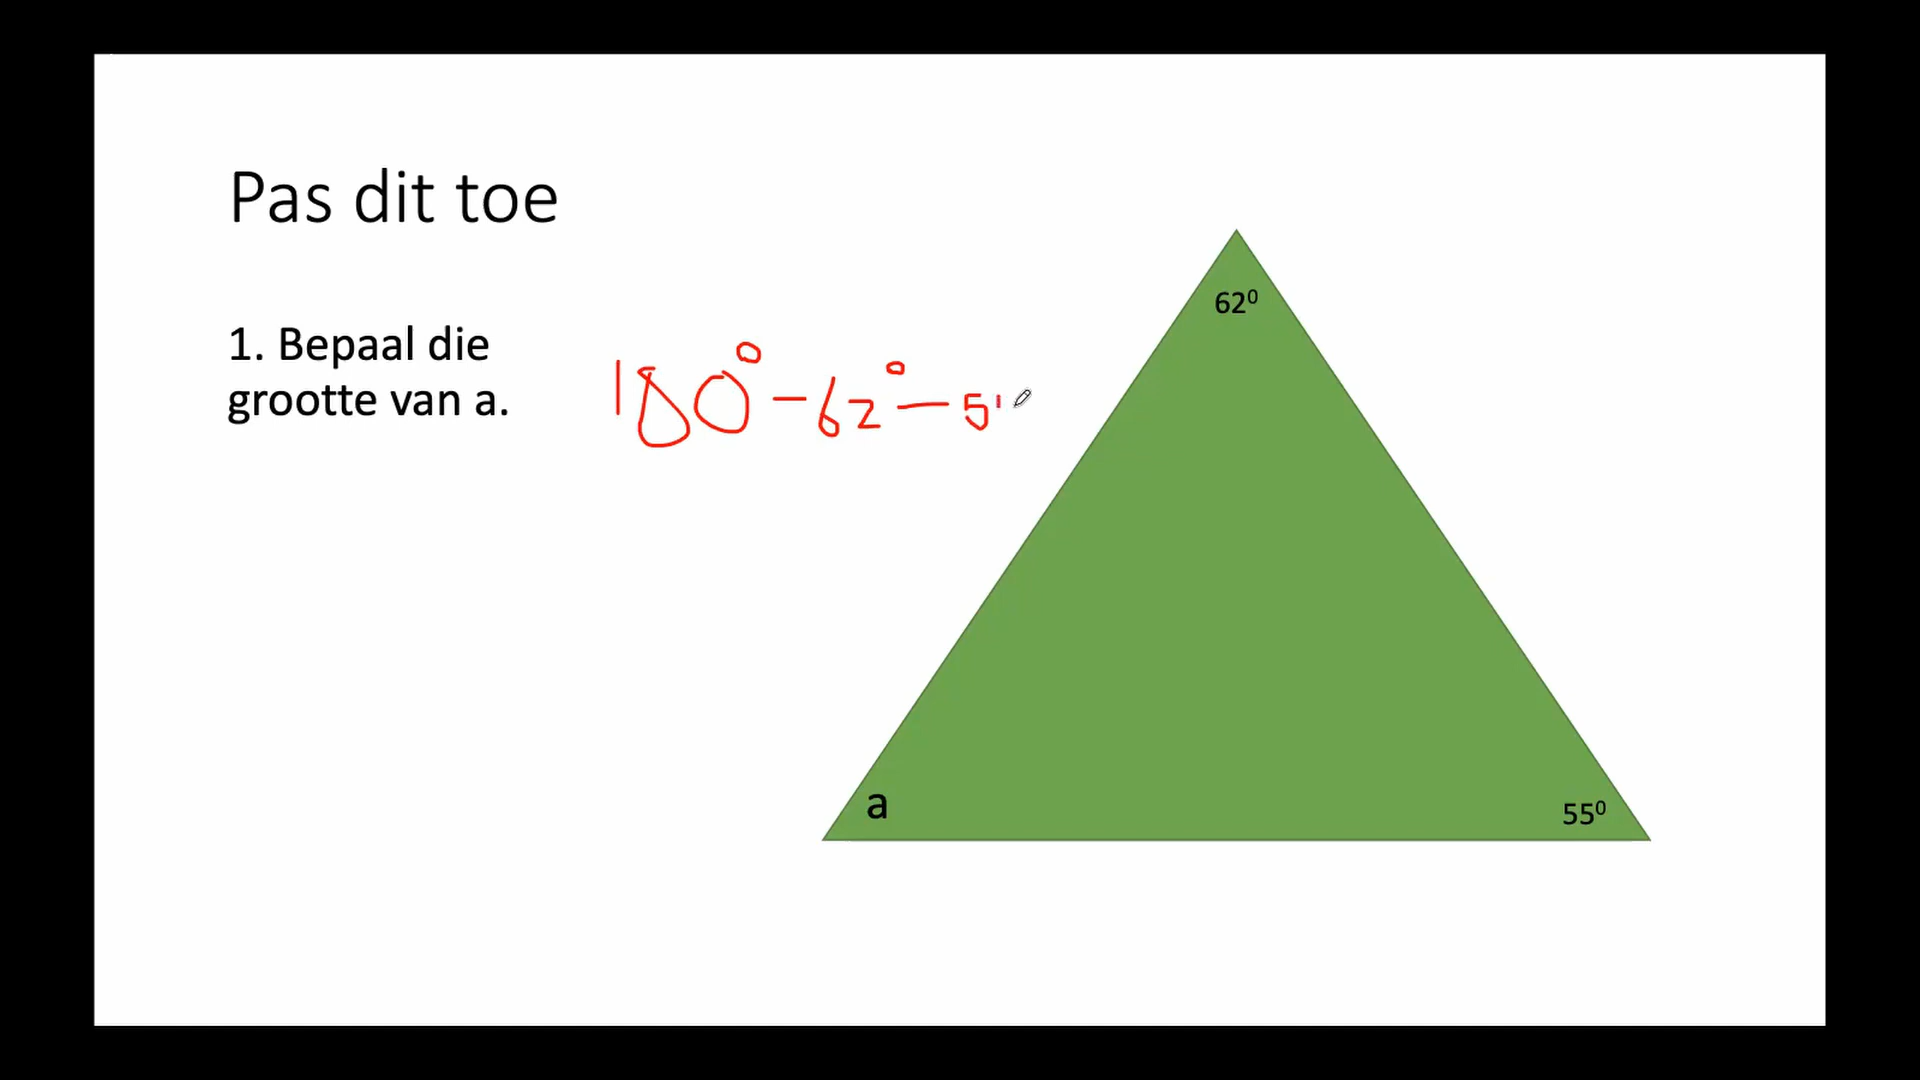 Pas dit toe
1. Bepaal die
grootte van a.
180° - 62° - 5
62⁰
a
55⁰